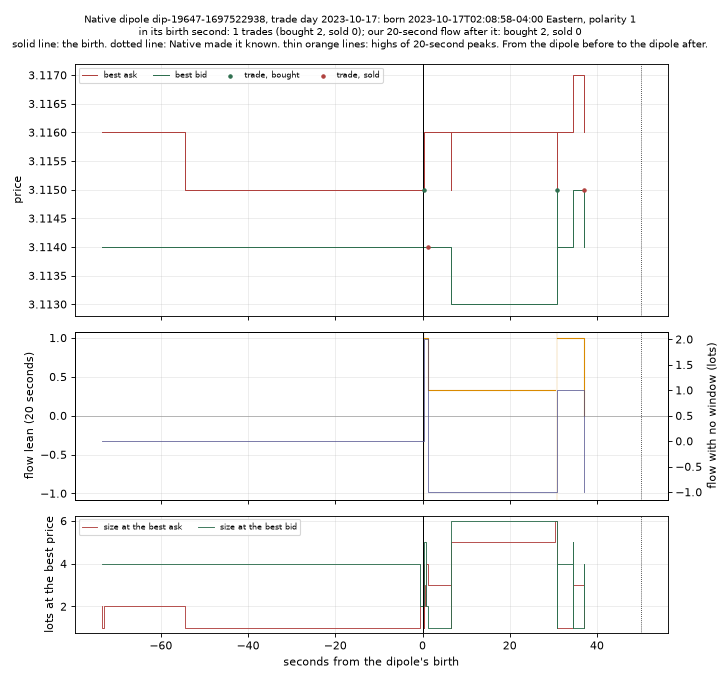 Native dipole dip-19647-1697522938, trade day 2023-10-17: born 2023-10-17T02:08:58-04:00 Eastern, polarity 1
in its birth second: 1 trades (bought 2, sold 0); our 20-second flow after it: bought 2, sold 0
solid line: the birth. dotted line: Native made it known. thin orange lines: highs of 20-second peaks. From the dipole before to the dipole after.
best ask
best bid
trade, bought
trade, sold
3.1170
3.1165
3.1160
3.1155
3.1150
3.1145
3.1140
3.1135
3.1130
price
1.0
0.5
0.0
−0.5
−1.0
flow lean (20 seconds)
2.0
1.5
1.0
0.5
0.0
−0.5
−1.0
flow with no window (lots)
size at the best ask
size at the best bid
6
4
2
lots at the best price
−60
−40
−20
0
20
40
seconds from the dipole's birth